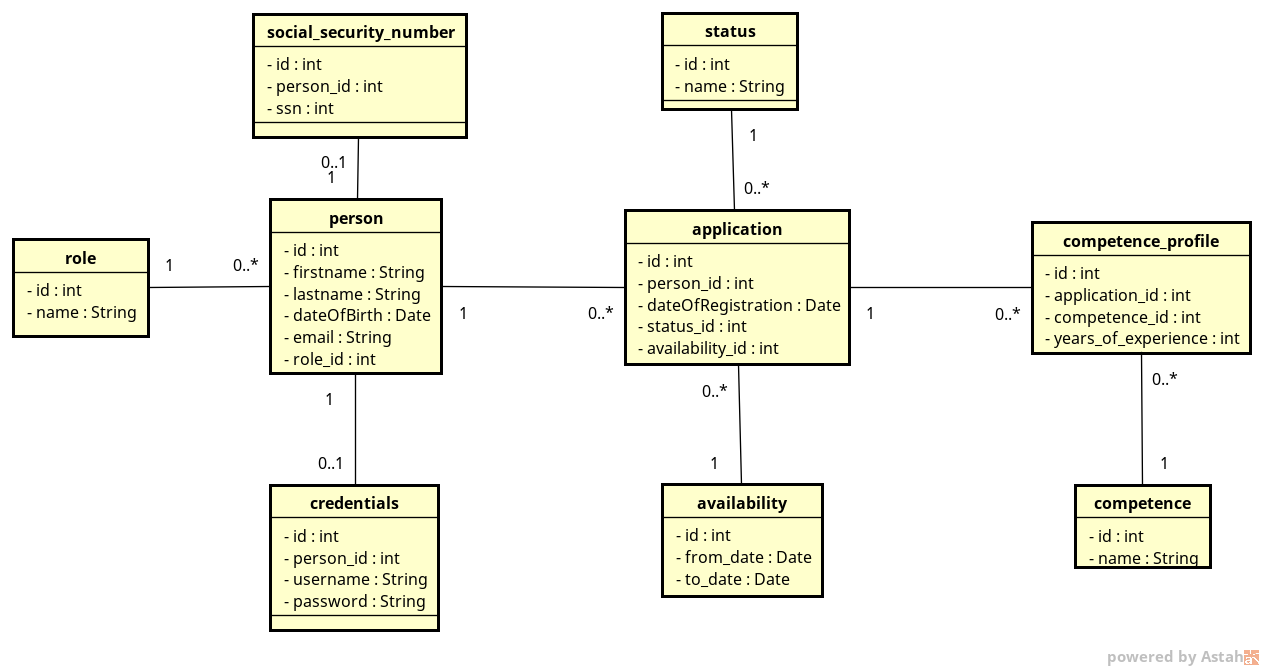 social_security_number
- id : int
- person_id : int
- ssn : int
status
- id : int
- name : String
0..1
1
1
0..*
role
- id : int
- name : String
1
0..*
person
- id : int
- firstname : String
- lastname : String
- dateOfBirth : Date
- email : String
- role_id : int
1
0..*
application
- id : int
- person_id : int
- dateOfRegistration : Date
- status_id : int
- availability_id : int
1
0..*
competence_profile
- id : int
- application_id : int
- competence_id : int
- years_of_experience : int
1
0..1
0..*
1
0..*
1
credentials
- id : int
- person_id : int
- username : String
- password : String
availability
- id : int
- from_date : Date
- to_date : Date
competence
- id : int
- name : String
powered by Astah